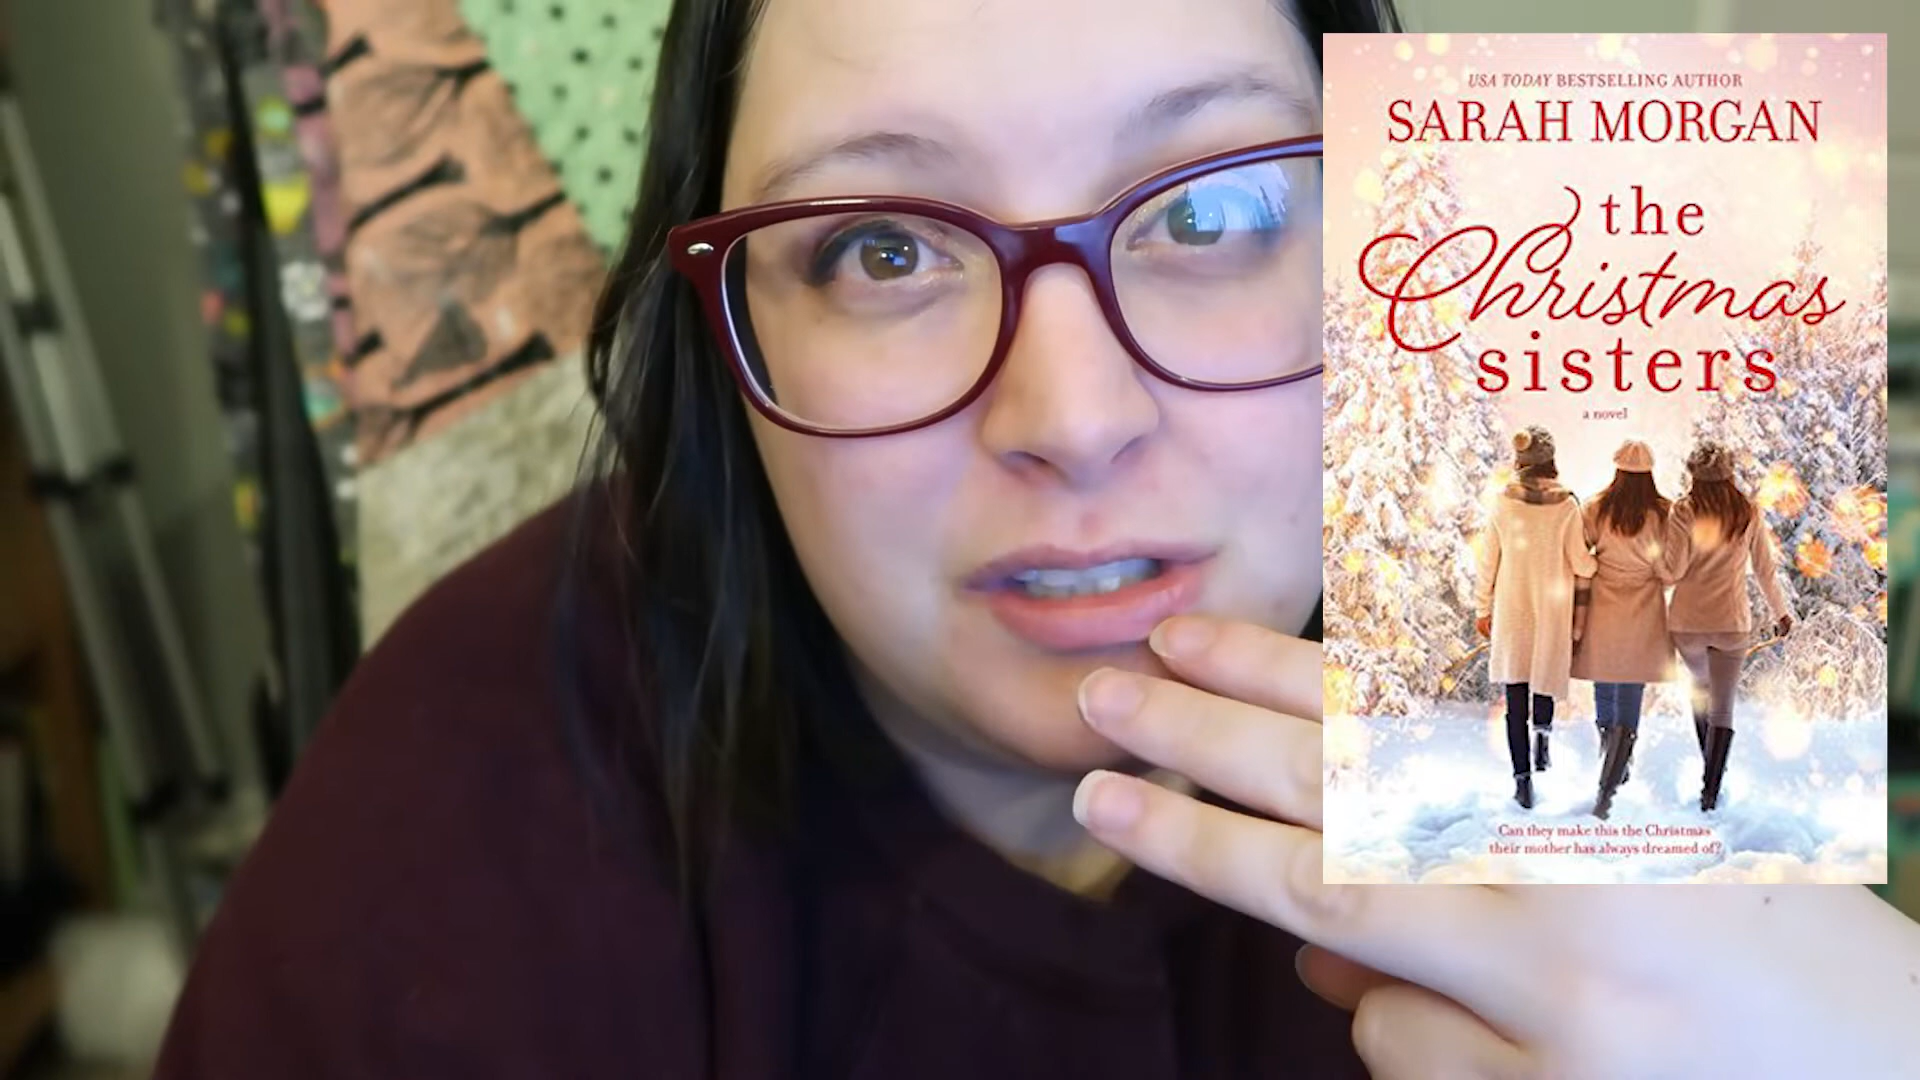 USA TODAY BESTSELLING AUTHOR
SARAH MORGAN
the
Christmas
sisters
a novel
Can they make this the Christmas
their mother has always dreamed of?